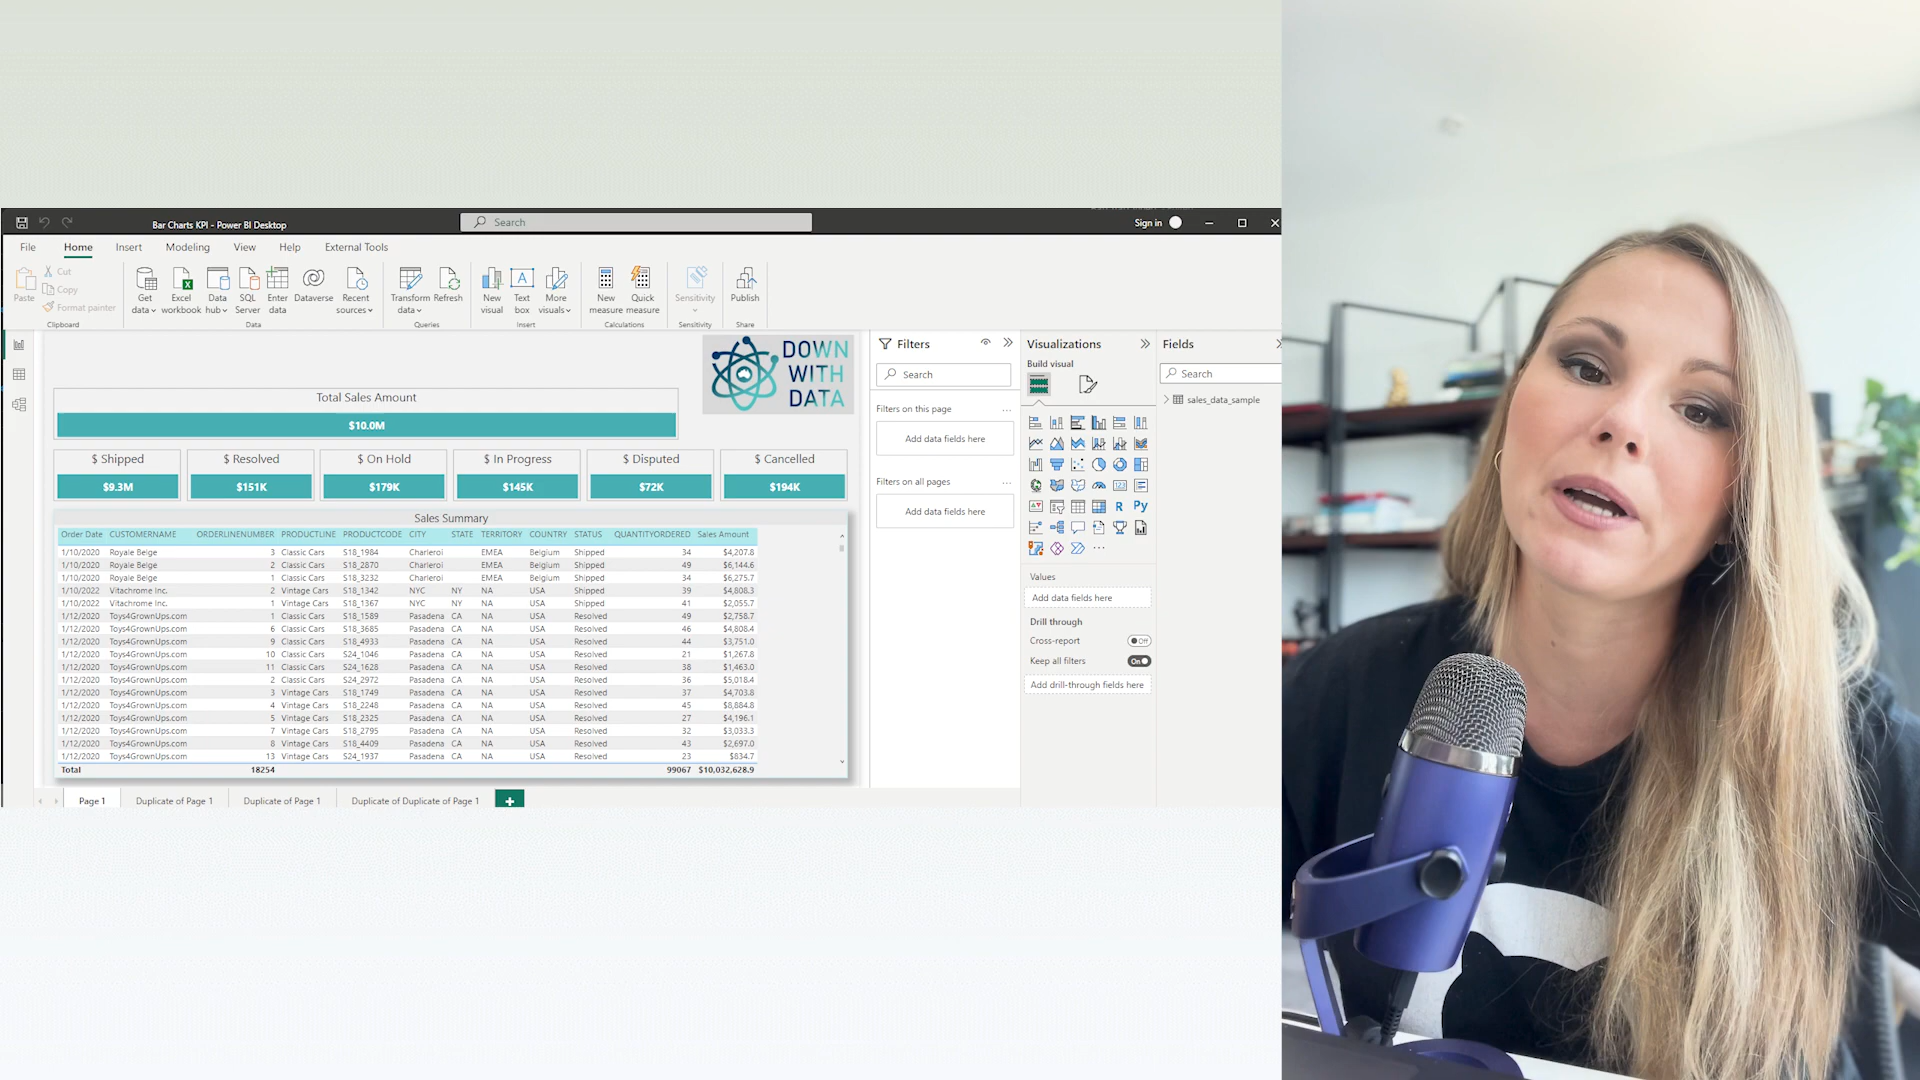 Bar Charts KPI - Power BI Desktop
Search
Sign in
File Home Insert Modeling View Help External Tools
Paste
Cut
Copy
Format painter
Clipboard
Get data
Excel workbook
Data hub
SQL Server
Enter data
Dataverse
Recent sources
Data
Transform data
Refresh
Queries
New visual
Text box
More visuals
Insert
New measure
Quick measure
Calculations
Sensitivity
Sensitivity
Publish
Share
DOWN
WITH
DATA
Total Sales Amount
$10.0M
$ Shipped $ Resolved $ On Hold $ In Progress $ Disputed $ Cancelled
$9.3M $151K $179K $145K $72K $194K
Sales Summary
Order Date CUSTOMERNAME ORDERLINENUMBER PRODUCTLINE PRODUCTCODE CITY STATE TERRITORY COUNTRY STATUS QUANTITYORDERED Sales Amount
1/10/2020 Royale Belge 3 Classic Cars S18_1984 Charleroi EMEA Belgium Shipped 34 $4,207.8
1/10/2020 Royale Belge 2 Classic Cars S18_2870 Charleroi EMEA Belgium Shipped 49 $6,144.6
1/10/2020 Royale Belge 1 Classic Cars S18_3232 Charleroi EMEA Belgium Shipped 34 $6,275.7
1/10/2022 Vitachrome Inc. 2 Vintage Cars S18_1342 NYC NY NA USA Shipped 39 $4,808.3
1/10/2022 Vitachrome Inc. 1 Vintage Cars S18_1367 NYC NY NA USA Shipped 41 $2,055.7
1/12/2020 Toys4GrownUps.com 1 Classic Cars S18_1589 Pasadena CA NA USA Resolved 49 $2,758.7
1/12/2020 Toys4GrownUps.com 6 Classic Cars S18_3685 Pasadena CA NA USA Resolved 46 $4,808.4
1/12/2020 Toys4GrownUps.com 9 Classic Cars S18_4933 Pasadena CA NA USA Resolved 44 $3,751.0
1/12/2020 Toys4GrownUps.com 10 Classic Cars S24_1046 Pasadena CA NA USA Resolved 21 $1,267.8
1/12/2020 Toys4GrownUps.com 11 Classic Cars S24_1628 Pasadena CA NA USA Resolved 38 $1,463.0
1/12/2020 Toys4GrownUps.com 2 Classic Cars S24_2972 Pasadena CA NA USA Resolved 36 $5,018.4
1/12/2020 Toys4GrownUps.com 3 Vintage Cars S18_1749 Pasadena CA NA USA Resolved 37 $4,703.8
1/12/2020 Toys4GrownUps.com 4 Vintage Cars S18_2248 Pasadena CA NA USA Resolved 45 $8,884.8
1/12/2020 Toys4GrownUps.com 5 Vintage Cars S18_2325 Pasadena CA NA USA Resolved 27 $4,196.1
1/12/2020 Toys4GrownUps.com 7 Vintage Cars S18_2795 Pasadena CA NA USA Resolved 32 $3,033.3
1/12/2020 Toys4GrownUps.com 8 Vintage Cars S18_4409 Pasadena CA NA USA Resolved 43 $2,697.0
1/12/2020 Toys4GrownUps.com 13 Vintage Cars S24_1937 Pasadena CA NA USA Resolved 23 $834.7
Total 18254 99067 $10,032,628.9
Page 1 Duplicate of Page 1 Duplicate of Page 1 Duplicate of Duplicate of Page 1 +
Filters
Search
Filters on this page ...
Add data fields here
Filters on all pages ...
Add data fields here
Visualizations
Build visual
R Py
Values
Add data fields here
Drill through
Cross-report Off
Keep all filters On
Add drill-through fields here
Fields
Search
sales_data_sample